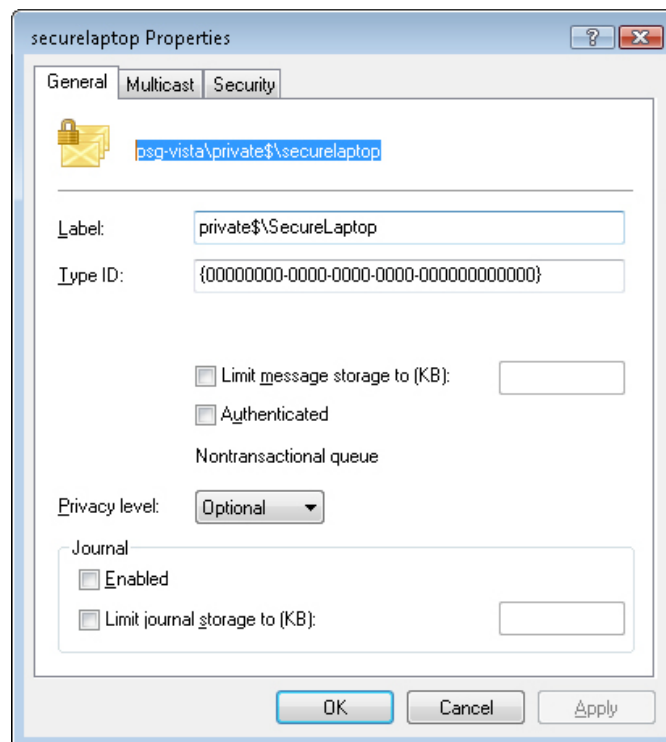 securelaptop Properties
?
General Multicast Security
psg-vista\private$\securelaptop
Label: private$\SecureLaptop
Type ID: {00000000-0000-0000-0000-000000000000}
Limit message storage to (KB):
Authenticated
Nontransactional queue
Privacy level: Optional
Journal
Enabled
Limit journal storage to (KB):
OK Cancel Apply